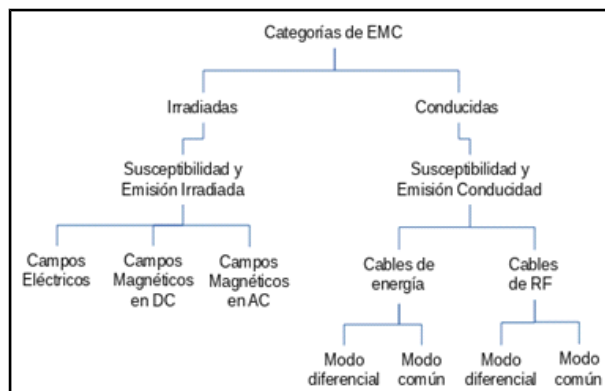 Categorías de EMC
Irradiadas
Conducidas
Susceptibilidad y
Emisión Irradiada
Susceptibilidad y
Emisión Conducidad
Campos
Eléctricos
Campos
Magnéticos
en DC
Campos
Magnéticos
en AC
Cables de
energía
Cables
de RF
Modo
diferencial
Modo
común
Modo
diferencial
Modo
común